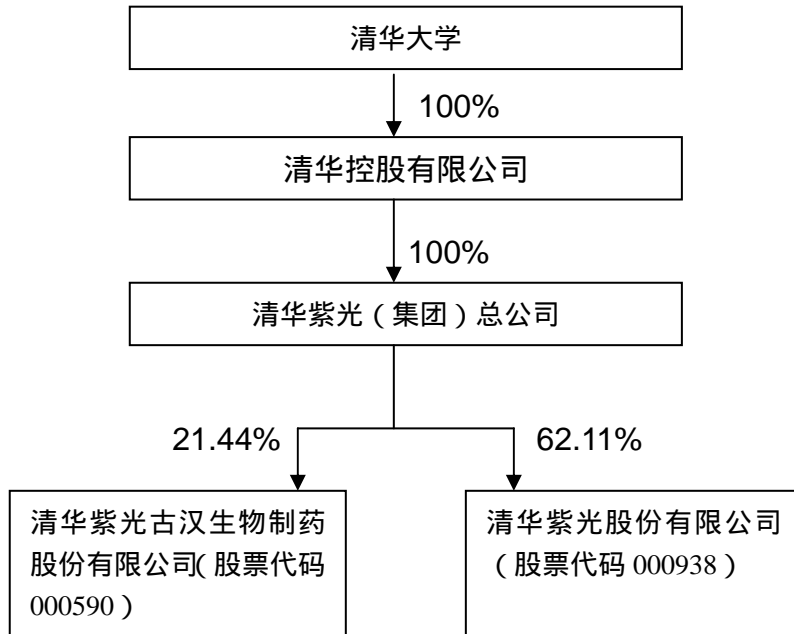 清华大学
100%
清华控股有限公司
100%
清华紫光（集团）总公司
21.44%
62.11%
清华紫光古汉生物制药
股份有限公司（股票代码
000590）
清华紫光股份有限公司
（股票代码 000938）